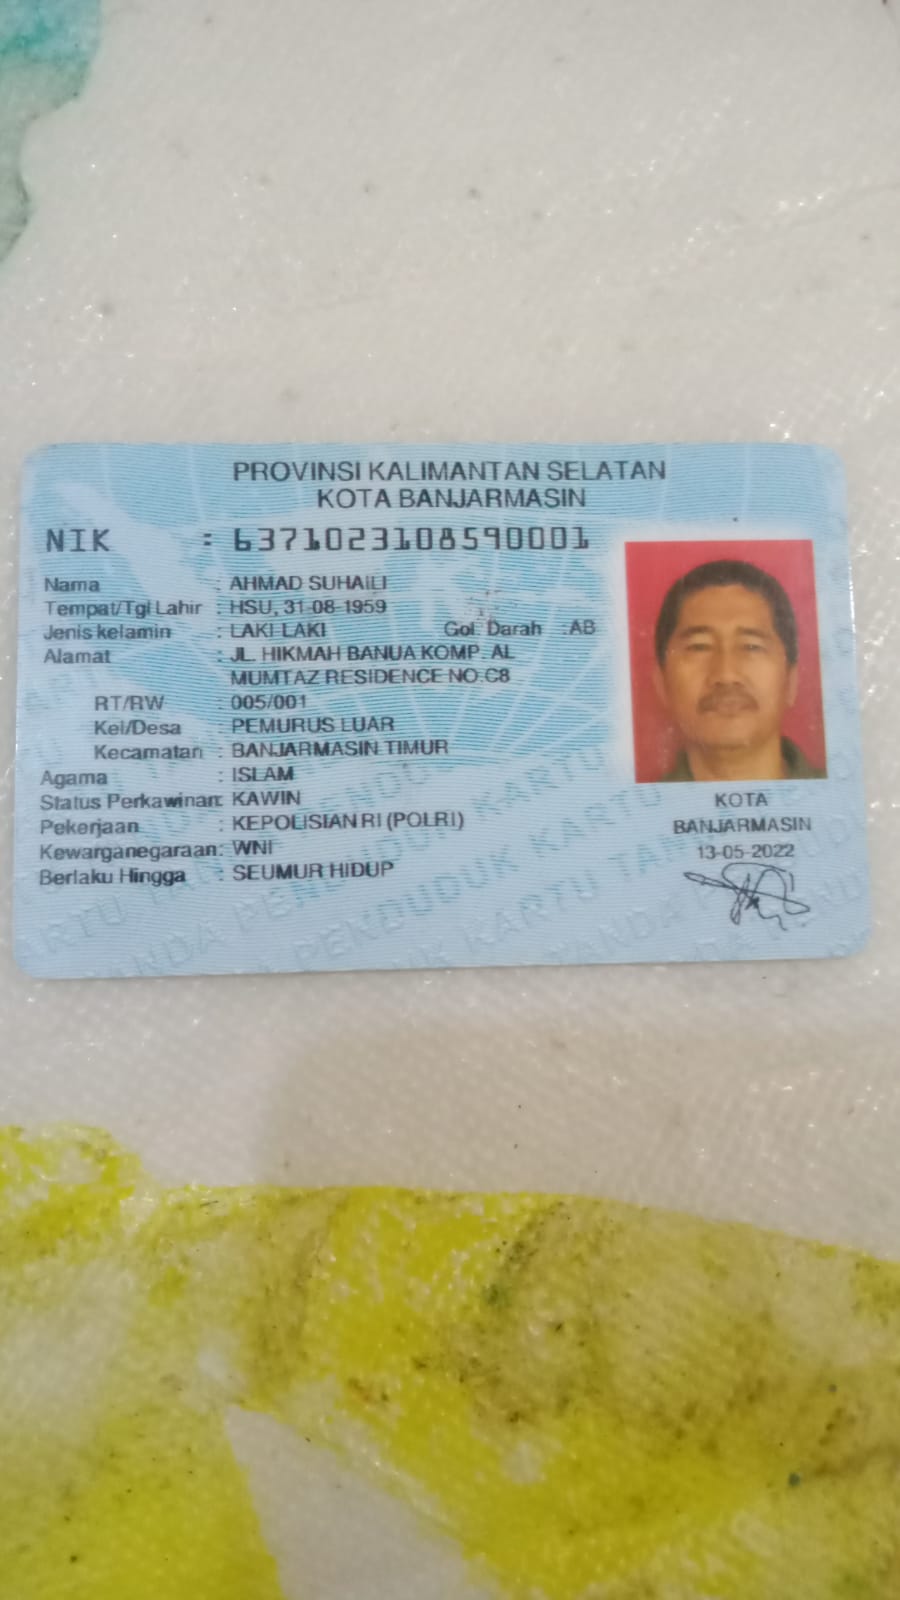 PROVINSI KALIMANTAN SELATAN
KOTA BANJARMASIN
NIK : 6371023108590001
Nama : AHMAD SUHAILI
Tempat/Tgl Lahir : HSU, 31-08-1959
Jenis kelamin : LAKI LAKI Gol. Darah : AB
Alamat : JL. HIKMAH BANUA KOMP. AL
MUMTAZ RESIDENCE NO.C8
RT/RW : 005/001
Kel/Desa : PEMURUS LUAR
Kecamatan : BANJARMASIN TIMUR
Agama : ISLAM
Status Perkawinan: KAWIN
Pekerjaan : KEPOLISIAN RI (POLRI)
Kewarganegaraan: WNI
Berlaku Hingga : SEUMUR HIDUP
KOTA
BANJARMASIN
13-05-2022